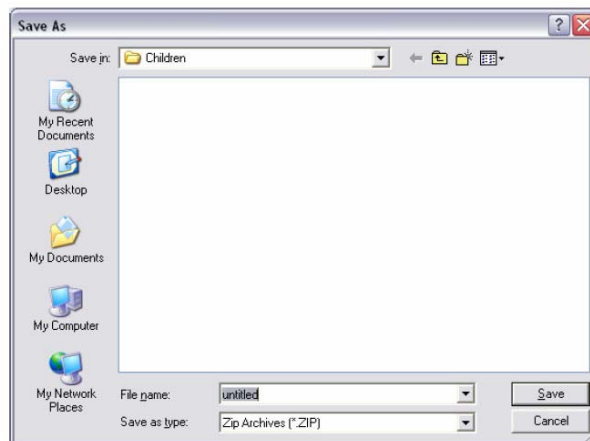 Save As
Save in: Children
My Recent
Documents
Desktop
My Documents
My Computer
My Network
Places
File name: untitled Save
Save as type: Zip Archives (*.ZIP) Cancel